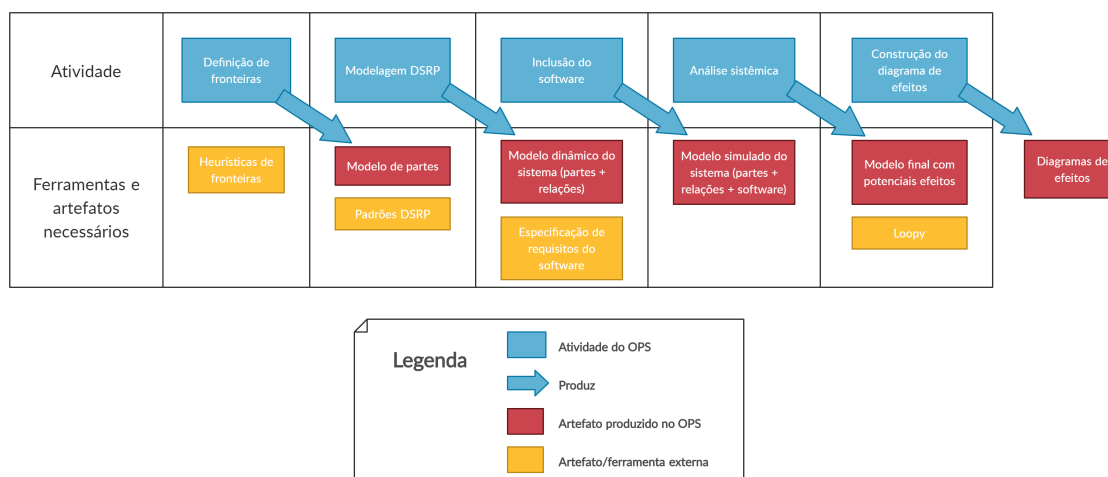 Atividade
Definição de
fronteiras
Modelagem DSRP
Inclusão do
software
Análise sistêmica
Construção do
diagrama de
efeitos
Ferramentas e
artefatos
necessários
Heurísticas de
fronteiras
Modelo de partes
Padrões DSRP
Modelo dinâmico do
sistema (partes +
relações)
Especificação de
requisitos do
software
Modelo simulado do
sistema (partes +
relações + software)
Modelo final com
potenciais efeitos
Loopy
Diagramas de
efeitos
Legenda
Atividade do OPS
Produz
Artefato produzido no OPS
Artefato/ferramenta externa